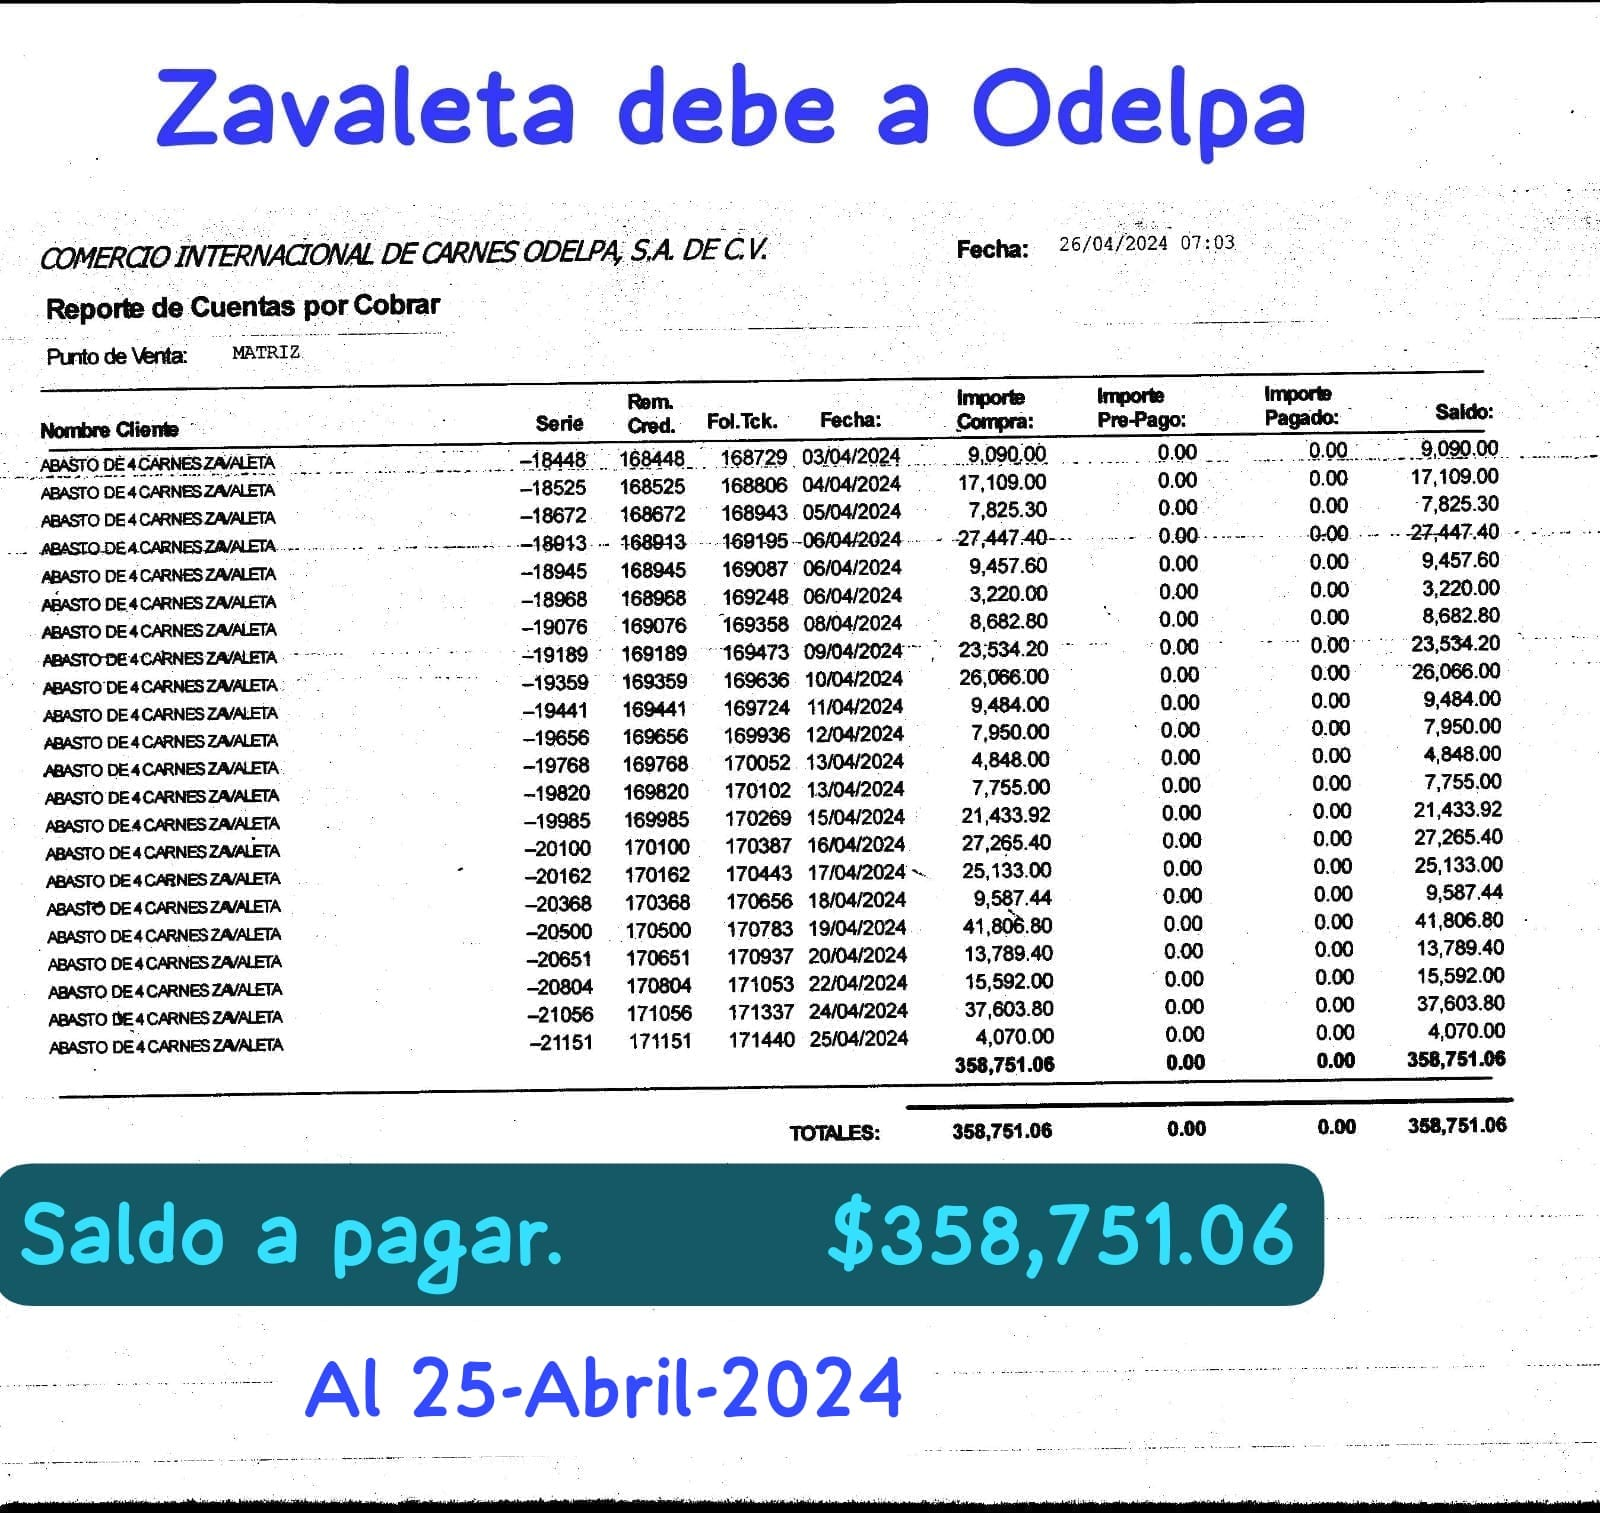 Zavaleta debe a Odelpa
COMERCIO INTERNACIONAL DE CARNES ODELPA, S.A. DE C.V. Fecha: 26/04/2024 07:03
Reporte de Cuentas por Cobrar
Punto de Venta: MATRIZ
Nombre Cliente Serie Rem. Cred. Fol.Tck. Fecha: Importe Compra: Importe Pre-Pago: Importe Pagado: Saldo:
ABASTO DE 4 CARNES ZAVALETA –18448 168448 168729 03/04/2024 9,090.00 0.00 0.00 9,090.00
ABASTO DE 4 CARNES ZAVALETA –18525 168525 168806 04/04/2024 17,109.00 0.00 0.00 17,109.00
ABASTO DE 4 CARNES ZAVALETA –18672 168672 168943 05/04/2024 7,825.30 0.00 0.00 7,825.30
ABASTO DE 4 CARNES ZAVALETA –18913 168913 169195 06/04/2024 27,447.40 0.00 0.00 27,447.40
ABASTO DE 4 CARNES ZAVALETA –18945 168945 169087 06/04/2024 9,457.60 0.00 0.00 9,457.60
ABASTO DE 4 CARNES ZAVALETA –18968 168968 169248 06/04/2024 3,220.00 0.00 0.00 3,220.00
ABASTO DE 4 CARNES ZAVALETA –19076 169076 169358 08/04/2024 8,682.80 0.00 0.00 8,682.80
ABASTO DE 4 CARNES ZAVALETA –19189 169189 169473 09/04/2024 23,534.20 0.00 0.00 23,534.20
ABASTO DE 4 CARNES ZAVALETA –19359 169359 169636 10/04/2024 26,066.00 0.00 0.00 26,066.00
ABASTO DE 4 CARNES ZAVALETA –19441 169441 169724 11/04/2024 9,484.00 0.00 0.00 9,484.00
ABASTO DE 4 CARNES ZAVALETA –19656 169656 169936 12/04/2024 7,950.00 0.00 0.00 7,950.00
ABASTO DE 4 CARNES ZAVALETA –19768 169768 170052 13/04/2024 4,848.00 0.00 0.00 4,848.00
ABASTO DE 4 CARNES ZAVALETA –19820 169820 170102 13/04/2024 7,755.00 0.00 0.00 7,755.00
ABASTO DE 4 CARNES ZAVALETA –19985 169985 170269 15/04/2024 21,433.92 0.00 0.00 21,433.92
ABASTO DE 4 CARNES ZAVALETA –20100 170100 170387 16/04/2024 27,265.40 0.00 0.00 27,265.40
ABASTO DE 4 CARNES ZAVALETA –20162 170162 170443 17/04/2024 25,133.00 0.00 0.00 25,133.00
ABASTO DE 4 CARNES ZAVALETA –20368 170368 170656 18/04/2024 9,587.44 0.00 0.00 9,587.44
ABASTO DE 4 CARNES ZAVALETA –20500 170500 170783 19/04/2024 41,806.80 0.00 0.00 41,806.80
ABASTO DE 4 CARNES ZAVALETA –20651 170651 170937 20/04/2024 13,789.40 0.00 0.00 13,789.40
ABASTO DE 4 CARNES ZAVALETA –20804 170804 171053 22/04/2024 15,592.00 0.00 0.00 15,592.00
ABASTO DE 4 CARNES ZAVALETA –21056 171056 171337 24/04/2024 37,603.80 0.00 0.00 37,603.80
ABASTO DE 4 CARNES ZAVALETA –21151 171151 171440 25/04/2024 4,070.00 0.00 0.00 4,070.00
358,751.06 0.00 0.00 358,751.06
TOTALES: 358,751.06 0.00 0.00 358,751.06
Saldo a pagar. $358,751.06
Al 25-Abril-2024